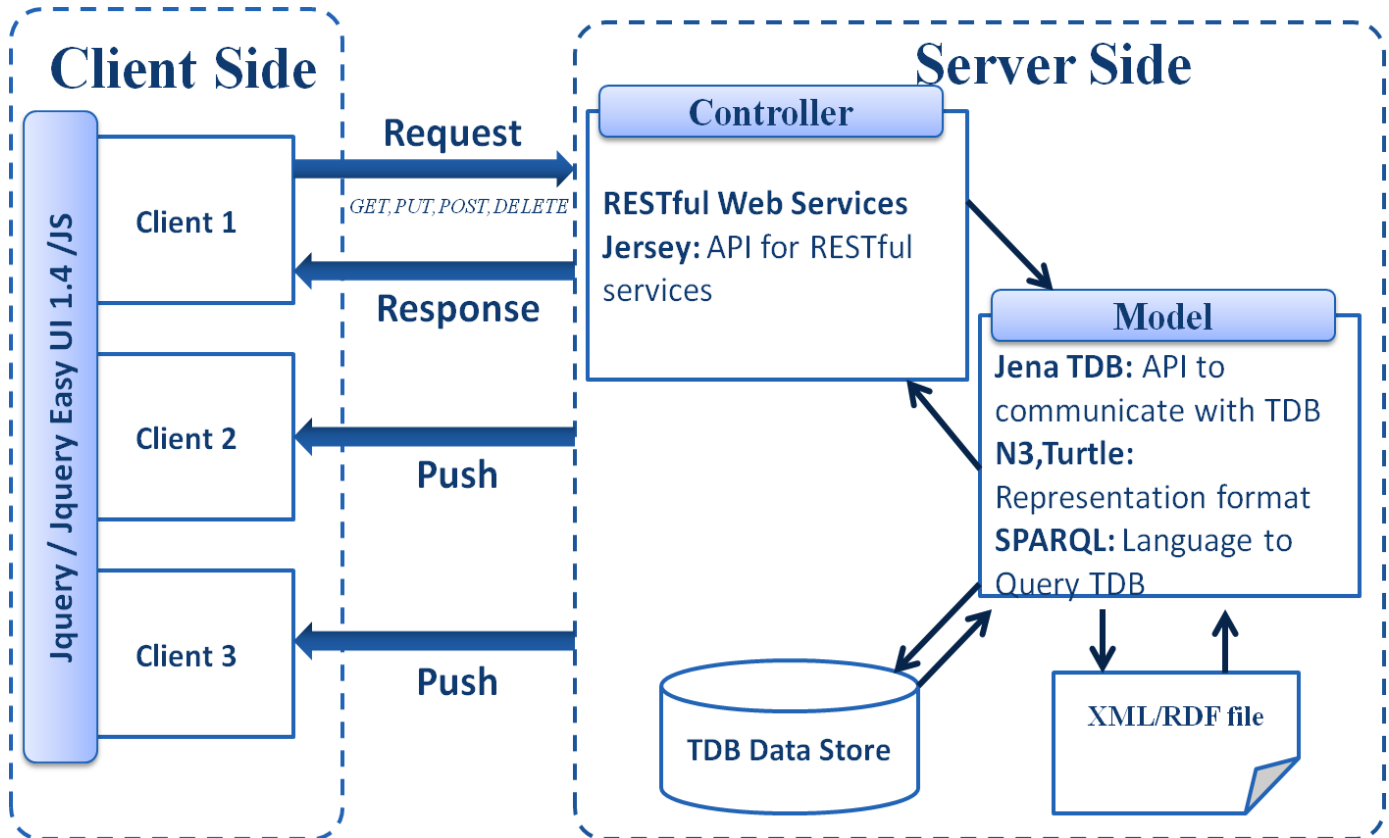 Client Side
Jquery / Jquery Easy UI 1.4 /JS
Client 1
Client 2
Client 3
Request
GET,PUT,POST,DELETE
Response
Push
Push
Server Side
Controller
RESTful Web Services
Jersey: API for RESTful
services
Model
Jena TDB: API to
communicate with TDB
N3,Turtle:
Representation format
SPARQL: Language to
Query TDB
TDB Data Store
XML/RDF file